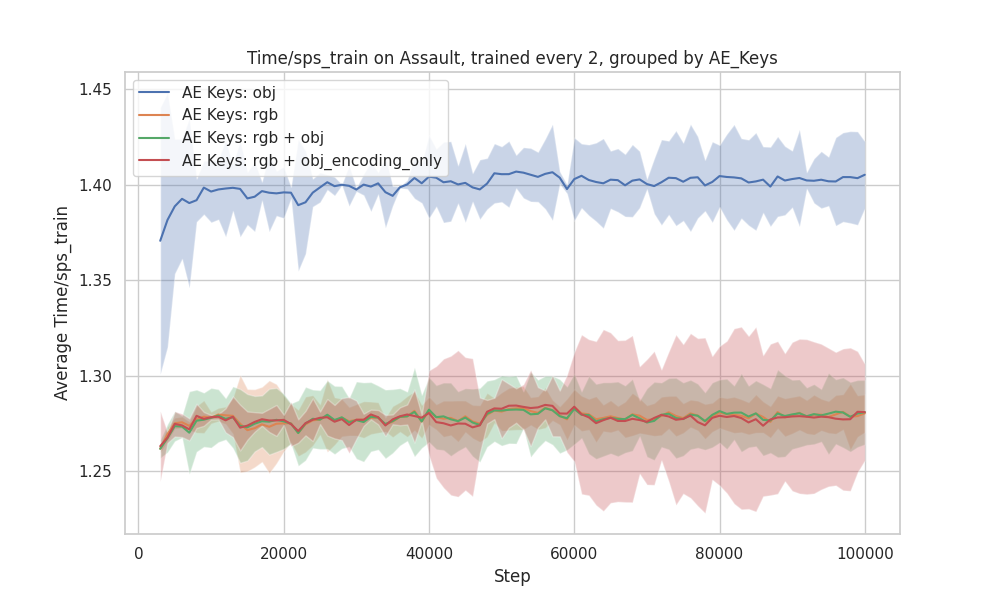 Time/sps_train on Assault, trained every 2, grouped by AE_Keys
AE Keys: obj
AE Keys: rgb
AE Keys: rgb + obj
AE Keys: rgb + obj_encoding_only
1.45
1.40
1.35
1.30
1.25
Average Time/sps_train
0 20000 40000 60000 80000 100000
Step